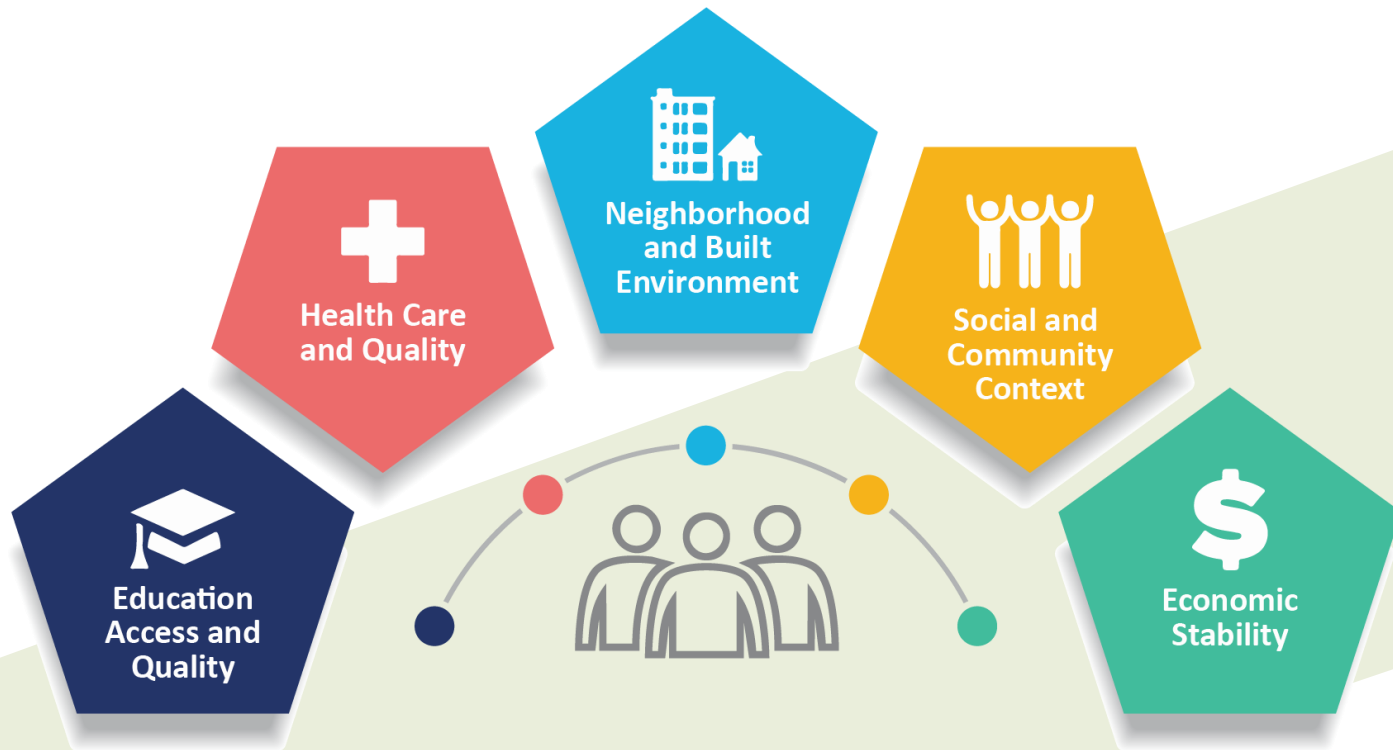 Neighborhood
and Built
Environment
Health Care
and Quality
Social and
Community
Context
Education
Access and
Quality
$
Economic
Stability